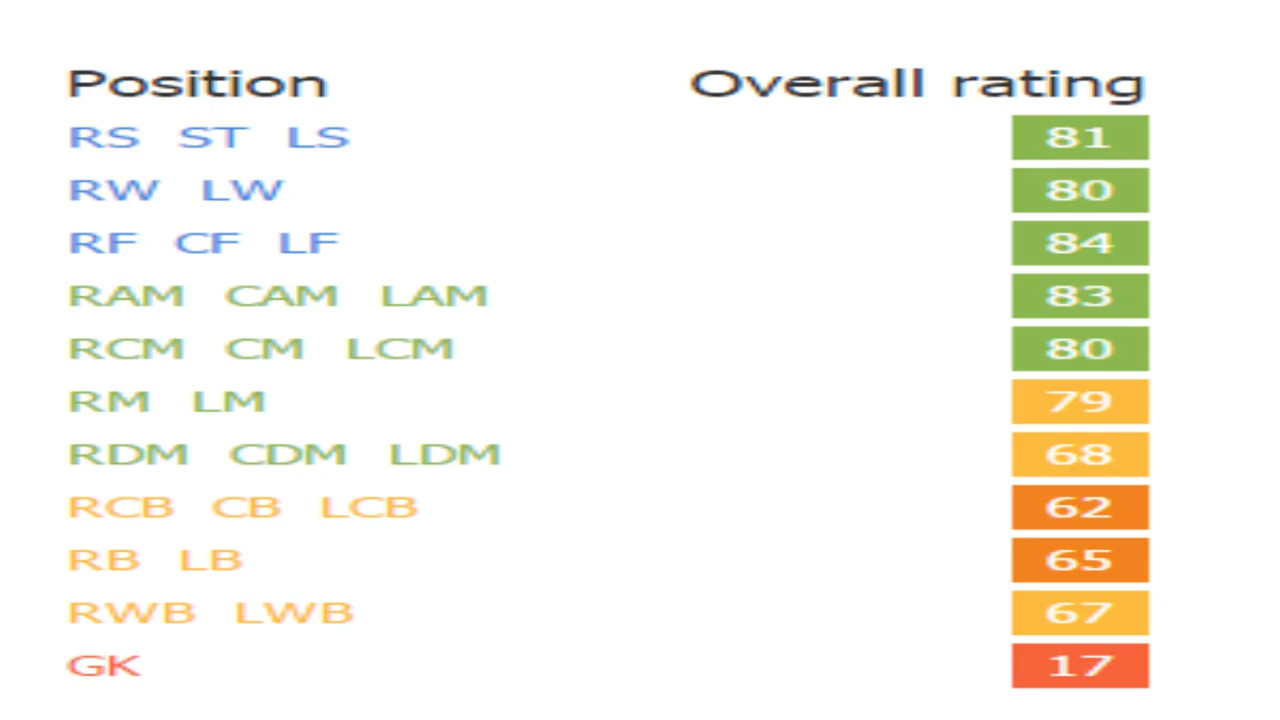 Position Overall rating
RS ST LS 81
RW LW 80
RF CF LF 84
RAM CAM LAM 83
RCM CM LCM 80
RM LM 79
RDM CDM LDM 68
RCB CB LCB 62
RB LB 65
RWB LWB 67
GK 17